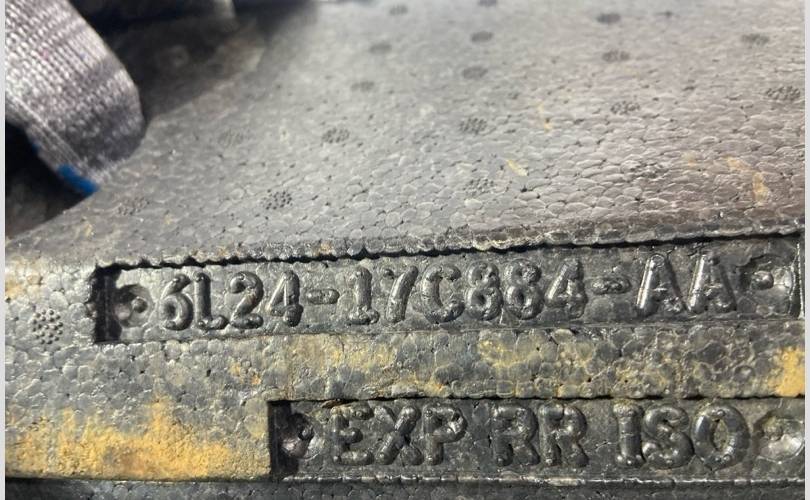 6L24-17C884-AA
EXP RR ISO